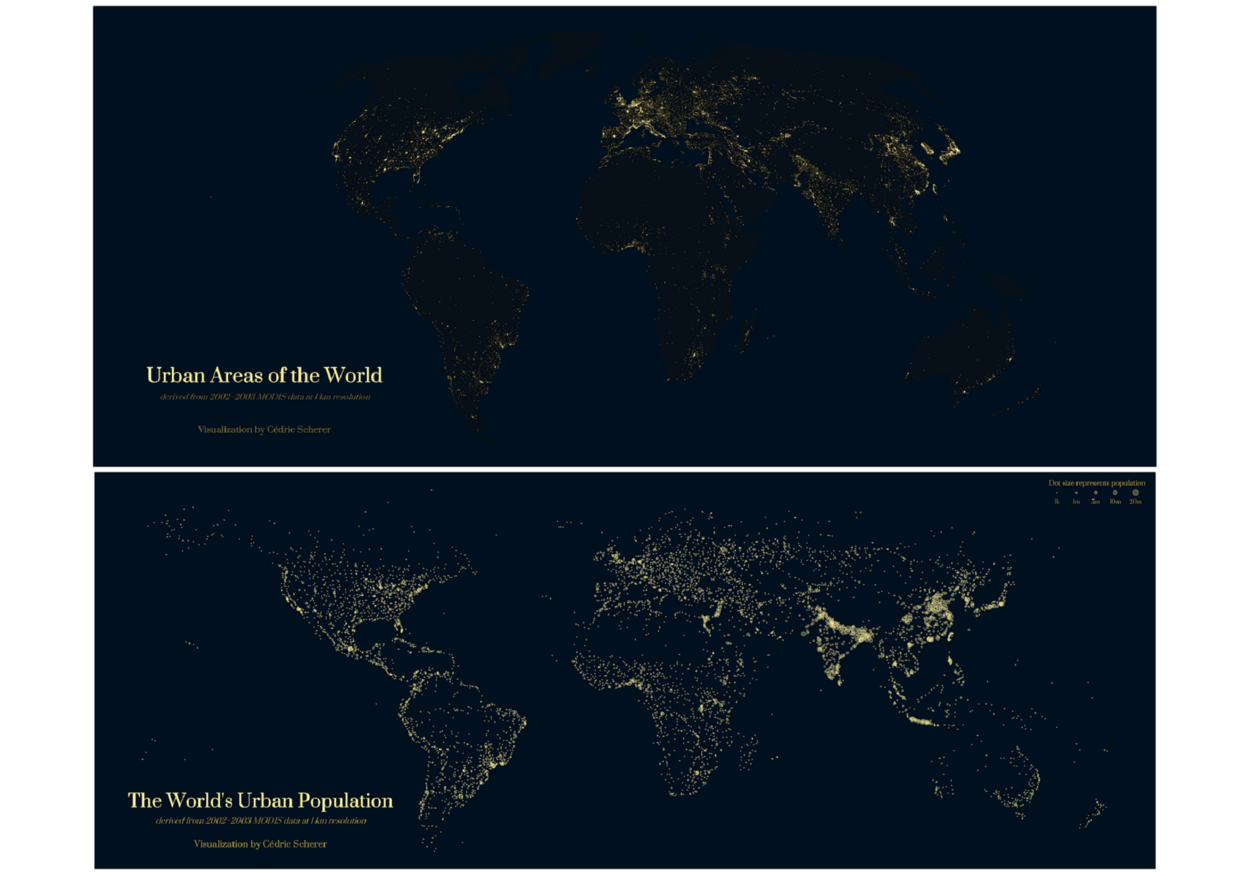 Urban Areas of the World
derived from 2002-2003 MODIS data at 1 km resolution
Visualization by Cédric Scherer
Dot size represents population
1k 1m 5m 10m 20m
The World's Urban Population
derived from 2002-2003 MODIS data at 1 km resolution
Visualization by Cédric Scherer